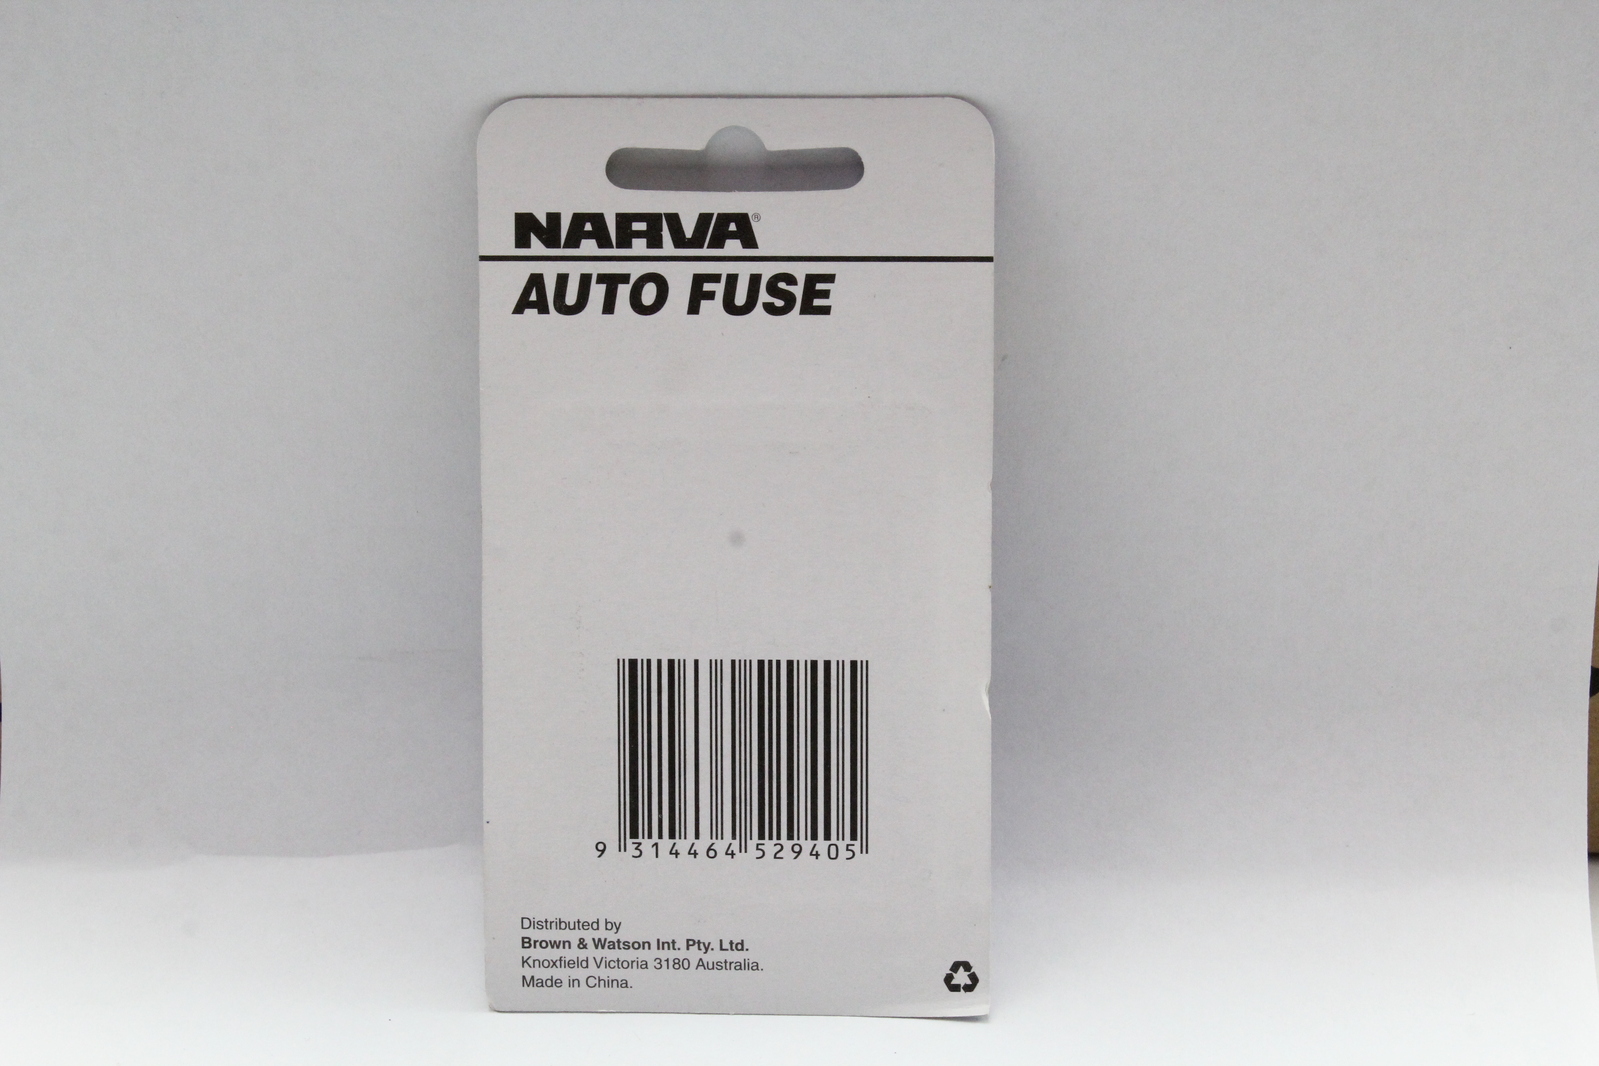 NARVA®
AUTO FUSE
9 314464 529405
Distributed by
Brown & Watson Int. Pty. Ltd.
Knoxfield Victoria 3180 Australia.
Made in China.